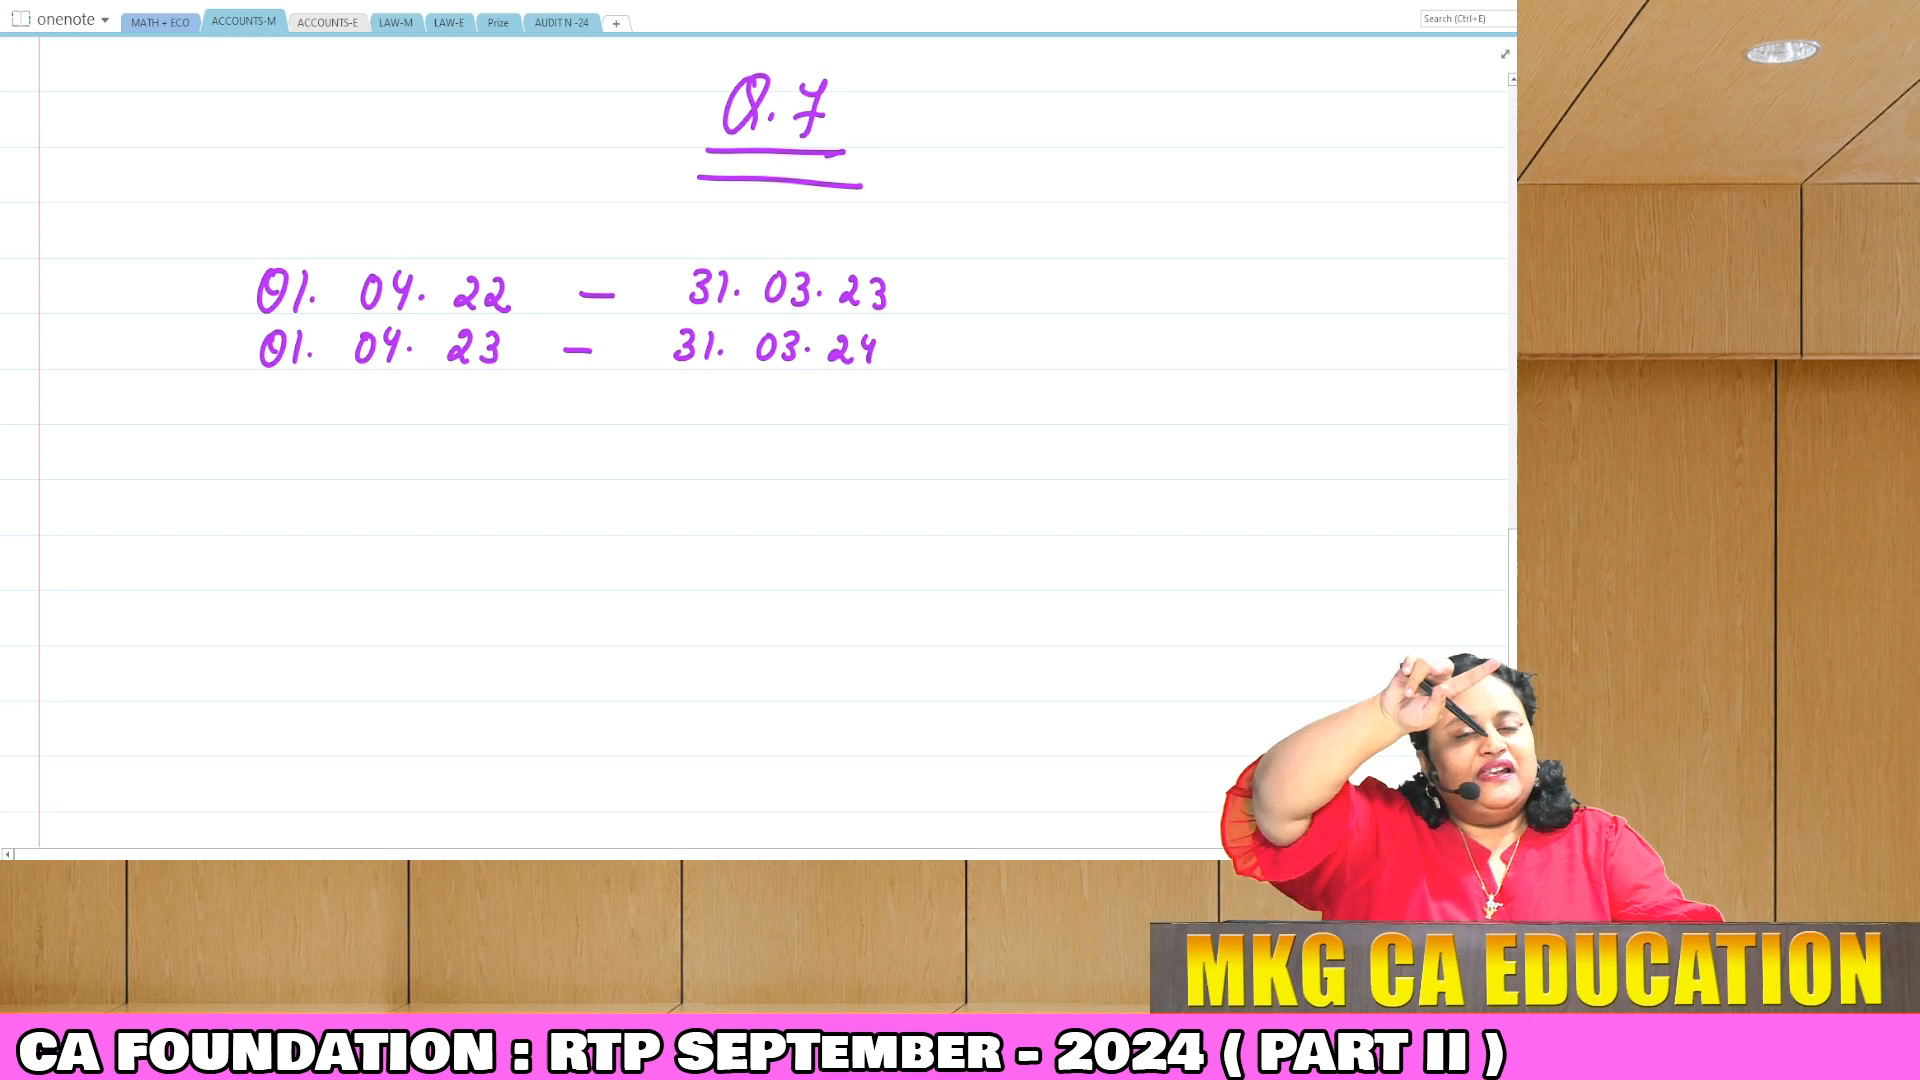 onenote MATH + ECO ACCOUNTS-M ACCOUNTS-E LAW-M LAW-E Prize AUDIT N -24 + Search (Ctrl+E)
Q. 7
01. 04. 22 - 31. 03. 23
01. 04. 23 - 31. 03. 24
MKG CA EDUCATION
CA FOUNDATION : RTP SEPTEMBER - 2024 ( PART II )